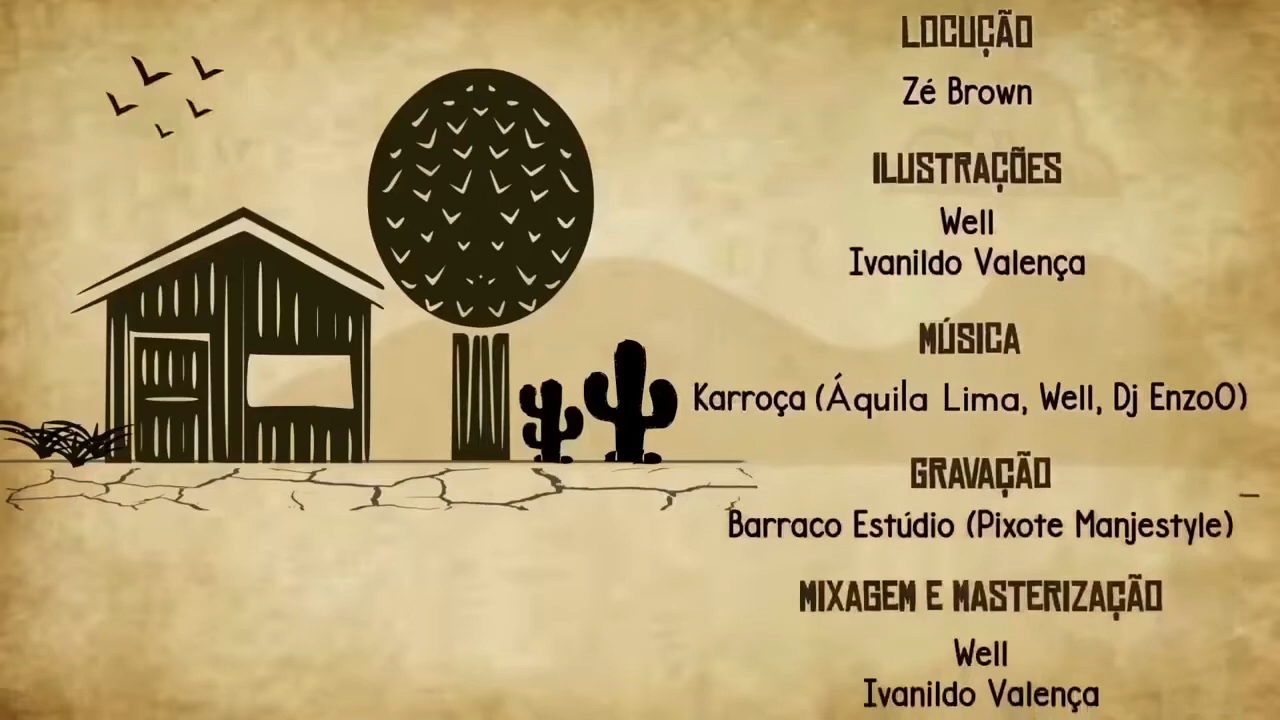 LOCUÇÃO
Zé Brown
ILUSTRAÇÕES
Well
Ivanildo Valença
MÚSICA
Karroça (Áquila Lima, Well, Dj EnzoO)
GRAVAÇÃO
Barraco Estúdio (Pixote Manjestyle)
MIXAGEM E MASTERIZAÇÃO
Well
Ivanildo Valença